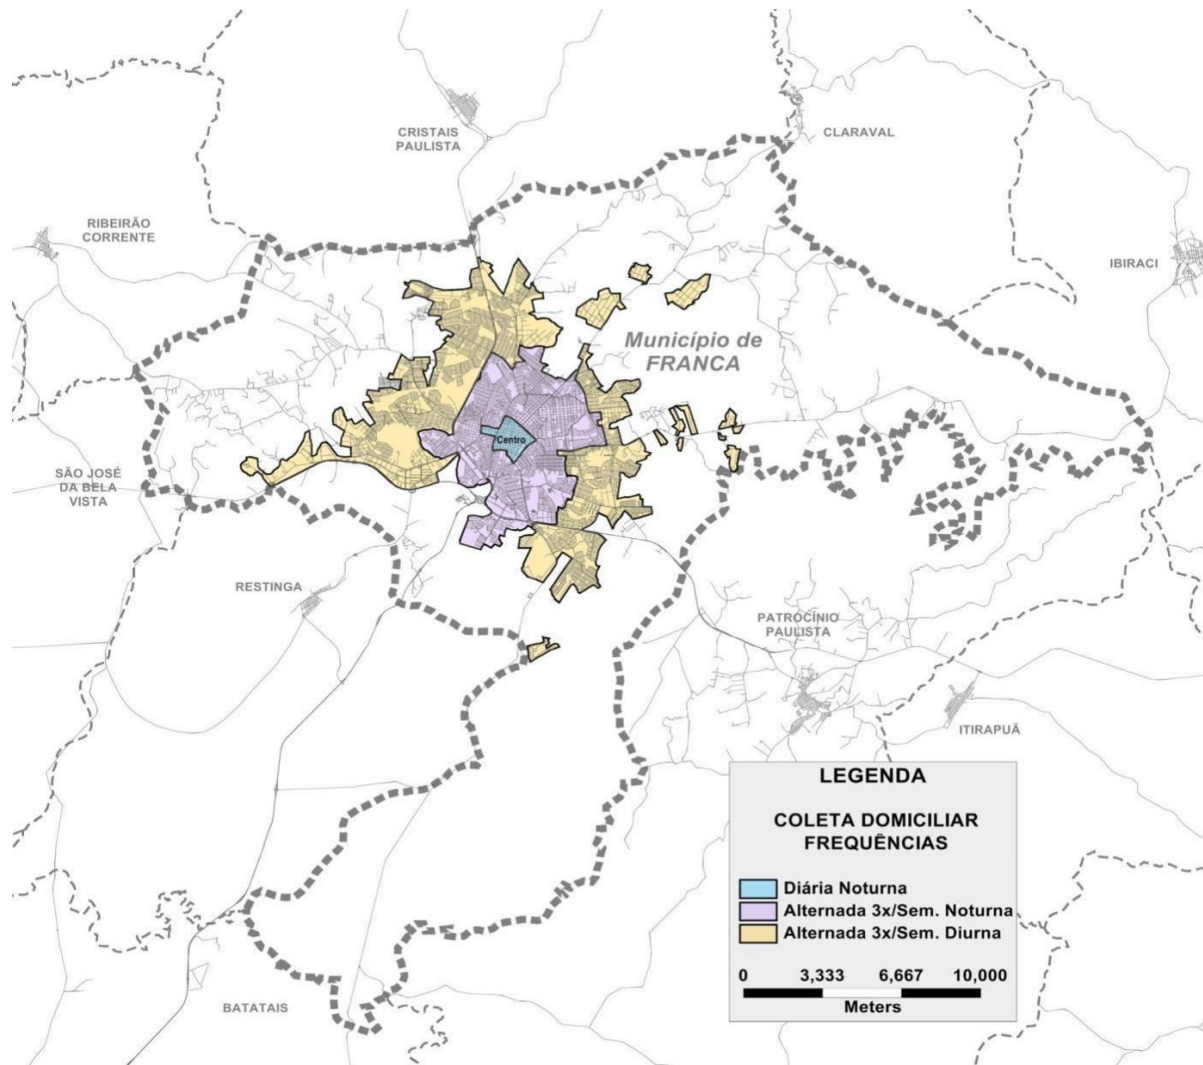 CRISTAIS
PAULISTA
CLARAVAL
RIBEIRÃO
CORRENTE
IBIRACI
Município de
FRANCA
Centro
SÃO JOSÉ
DA BELA
VISTA
RESTINGA
PATROCÍNIO
PAULISTA
ITIRAPUÃ
BATATAIS
LEGENDA
COLETA DOMICILIAR
FREQUÊNCIAS
Diária Noturna
Alternada 3x/Sem. Noturna
Alternada 3x/Sem. Diurna
0 3,333 6,667 10,000
Meters